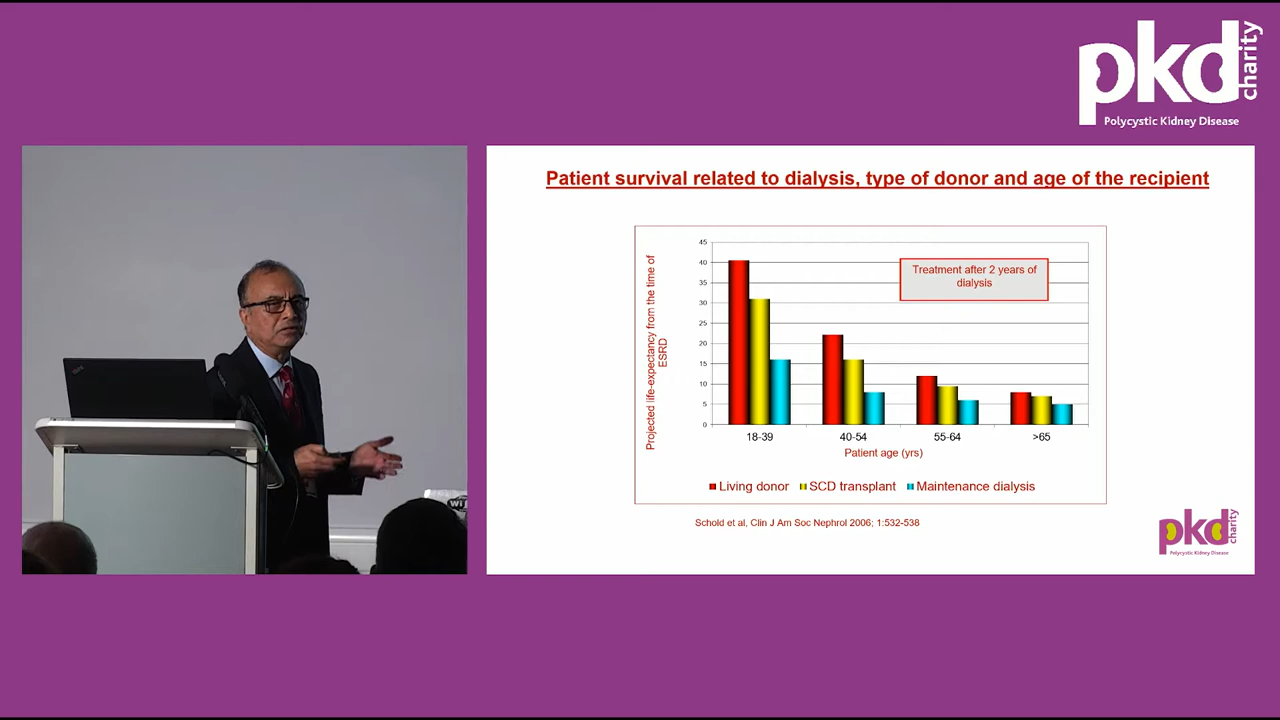 pkd
charity
Polycystic Kidney Disease
Patient survival related to dialysis, type of donor and age of the recipient
Projected life-expectancy from the time of
ESRD
45
40
35
30
25
20
15
10
5
0
Treatment after 2 years of
dialysis
18-39
40-54
55-64
>65
Patient age (yrs)
Living donor
SCD transplant
Maintenance dialysis
Schold et al, Clin J Am Soc Nephrol 2006; 1:532-538
pkd
charity
Polycystic Kidney Disease